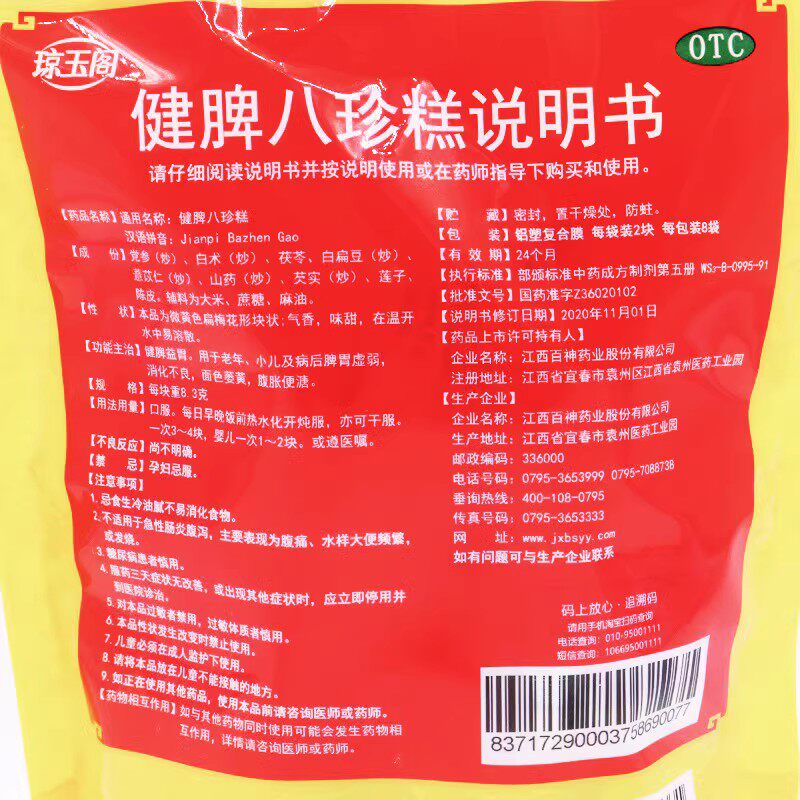 琼玉阁
OTC
健脾八珍糕说明书
请仔细阅读说明书并按说明使用或在药师指导下购买和使用。
【药品名称】通用名称：健脾八珍糕
汉语拼音：Jianpi Bazhen Gao
【成　份】党参(炒)、白术(炒)、茯苓、白扁豆(炒)、
薏苡仁(炒)、山药(炒)、芡实(炒)、莲子、
陈皮。辅料为大米、蔗糖、麻油。
【性　状】本品为微黄色扁梅花形块状；气香，味甜，在温开
水中易溶散。
【功能主治】健脾益胃。用于老年、小儿及病后脾胃虚弱，
消化不良，面色萎黄，腹胀便溏。
【规　格】每块重8.3克
【用法用量】口服。每日早晚饭前热水化开炖服，亦可干服。
一次3～4块，婴儿一次1～2块。或遵医嘱。
【不良反应】尚不明确。
【禁　忌】孕妇忌服。
【注意事项】
1. 忌食生冷油腻不易消化食物。
2. 不适用于急性肠炎腹泻，主要表现为腹痛、水样大便频繁，
或发烧。
3. 糖尿病患者慎用。
4. 服药三天症状无改善，或出现其他症状时，应立即停用并
到医院诊治。
5. 对本品过敏者禁用，过敏体质者慎用。
6. 本品性状发生改变时禁止使用。
7. 儿童必须在成人监护下使用。
8. 请将本品放在儿童不能接触的地方。
9. 如正在使用其他药品，使用本品前请咨询医师或药师。
【药物相互作用】如与其他药物同时使用可能会发生药物相
互作用，详情请咨询医师或药师。
【贮　藏】密封，置干燥处，防蛀。
【包　装】铝塑复合膜 每袋装2块 每包装8袋
【有 效 期】24个月
【执行标准】部颁标准中药成方制剂第五册 WS₃-B-0995-91
【批准文号】国药准字Z36020102
【说明书修订日期】2020年11月01日
【药品上市许可持有人】
企业名称：江西百神药业股份有限公司
注册地址：江西省宜春市袁州区江西省袁州医药工业园
【生产企业】
企业名称：江西百神药业股份有限公司
生产地址：江西省宜春市袁州医药工业园
邮政编码：336000
电话号码：0795-3653999 0795-7088738
垂询热线：400-108-0795
传真号码：0795-3653333
网　址：www.jxbsyy.com
如有问题可与生产企业联系
码上放心·追溯码
请用手机淘宝扫码查询
电话查询：010-95001111
短信查询：106695001111
83717290003758690077